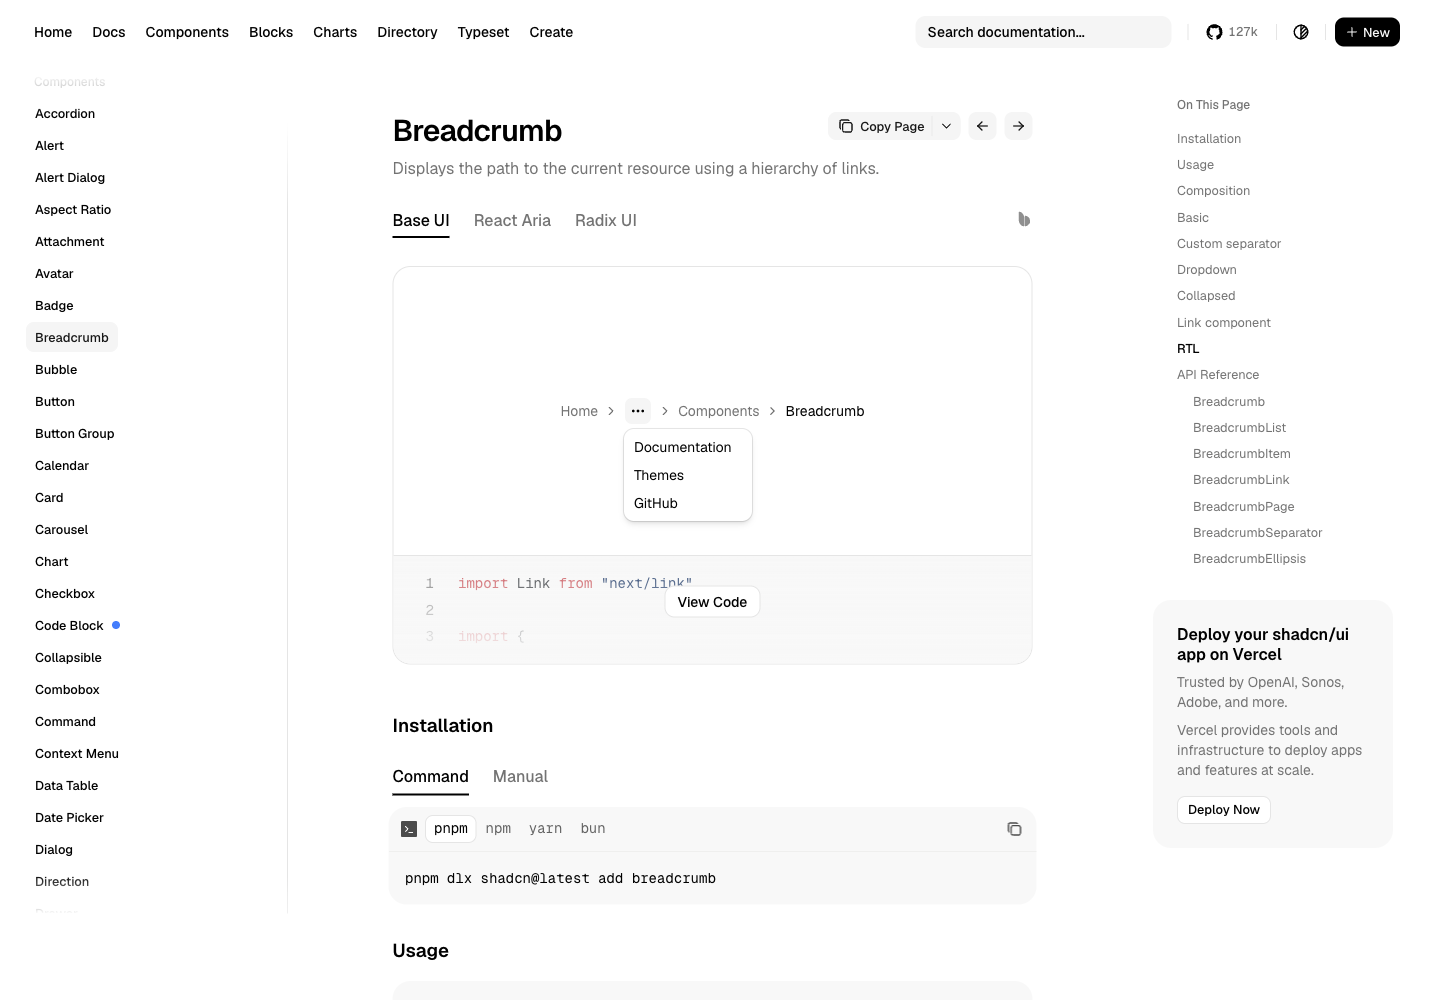 Home Docs Components Blocks Charts Directory Typeset Create
Search documentation...
127k
New
Components
Accordion
Alert
Alert Dialog
Aspect Ratio
Attachment
Avatar
Badge
Breadcrumb
Bubble
Button
Button Group
Calendar
Card
Carousel
Chart
Checkbox
Code Block
Collapsible
Combobox
Command
Context Menu
Data Table
Date Picker
Dialog
Direction
Breadcrumb
Copy Page
Displays the path to the current resource using a hierarchy of links.
Base UI React Aria Radix UI
Home Components Breadcrumb
Documentation
Themes
GitHub
1 import Link from "next/link"
2
3 import {
View Code
Installation
Command Manual
pnpm npm yarn bun
pnpm dlx shadcn@latest add breadcrumb
Usage
On This Page
Installation
Usage
Composition
Basic
Custom separator
Dropdown
Collapsed
Link component
RTL
API Reference
Breadcrumb
BreadcrumbList
BreadcrumbItem
BreadcrumbLink
BreadcrumbPage
BreadcrumbSeparator
BreadcrumbEllipsis
Deploy your shadcn/ui
app on Vercel
Trusted by OpenAI, Sonos,
Adobe, and more.
Vercel provides tools and
infrastructure to deploy apps
and features at scale.
Deploy Now